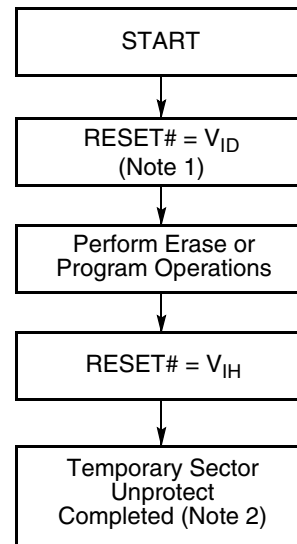 START
RESET# = VID
(Note 1)
Perform Erase or
Program Operations
RESET# = VIH
Temporary Sector
Unprotect
Completed (Note 2)